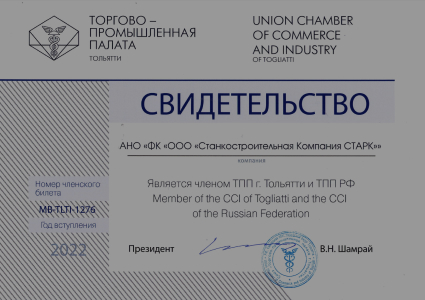 ТОРГОВО –
ПРОМЫШЛЕННАЯ
ПАЛАТА
ТОЛЬЯТТИ
UNION CHAMBER
OF COMMERCE
AND INDUSTRY
OF TOGLIATTI
СВИДЕТЕЛЬСТВО
АНО «ФК «ООО «Станкостроительная Компания СТАРК»»
компания
Номер членского
билета
MB-TLTI-1276
Год вступления
2022
Является членом ТПП г. Тольятти и ТПП РФ
Member of the CCI of Togliatti and the CCI
of the Russian Federation
Президент
В.Н. Шамрай